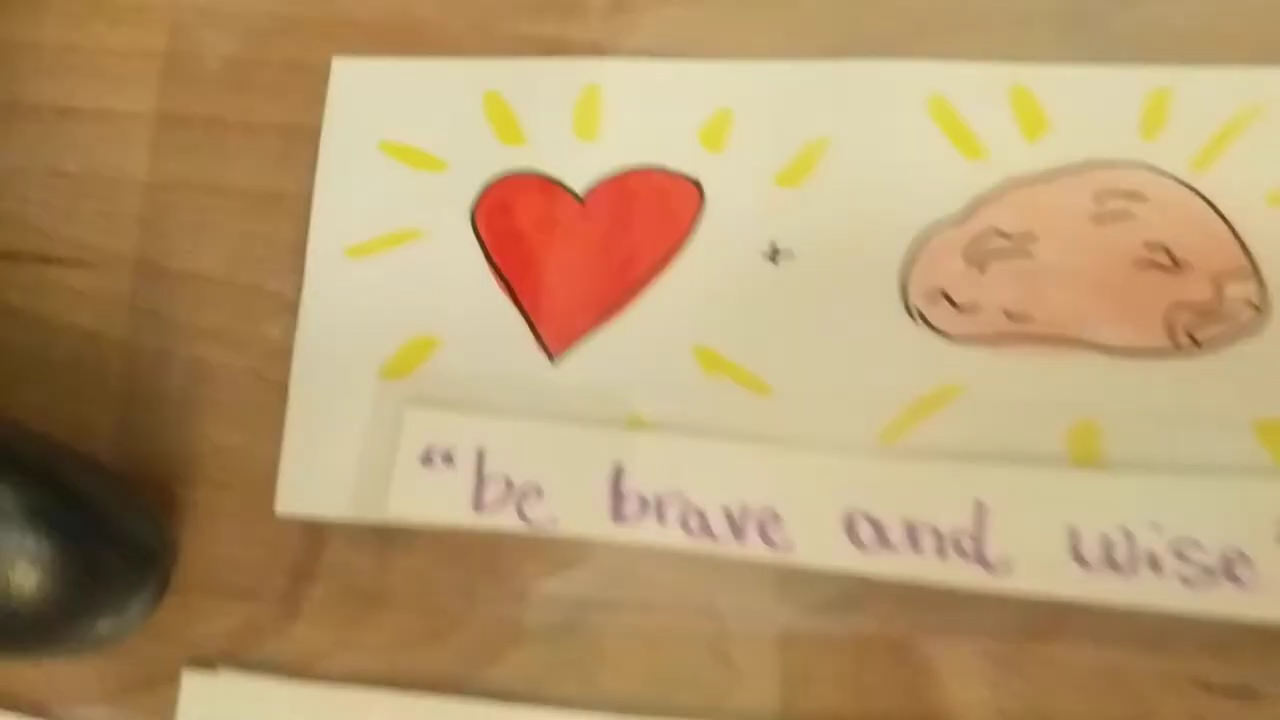 +
“be brave and wise"